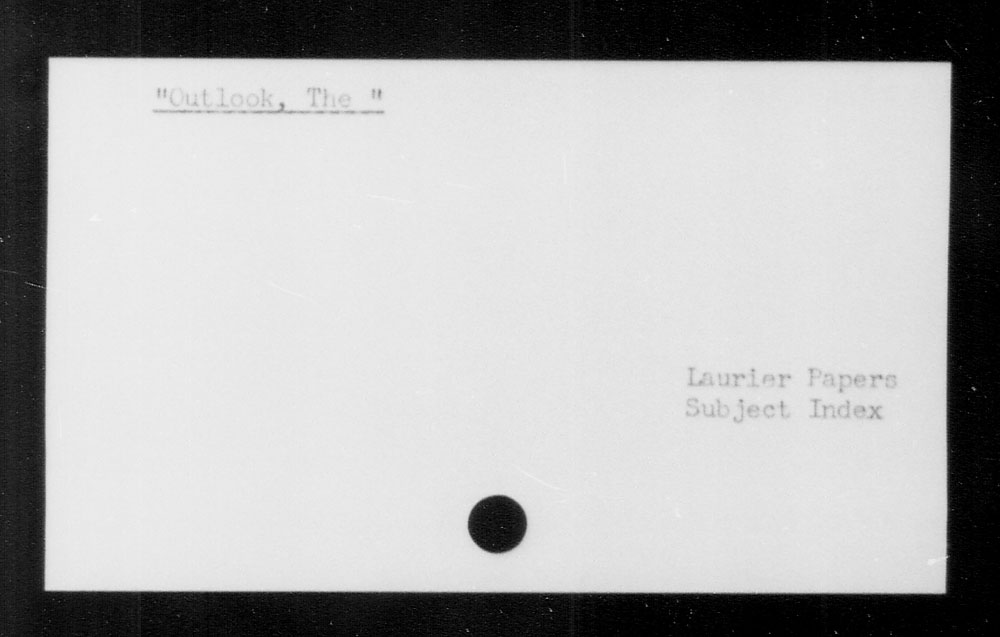 "Outlook, The "
Laurier Papers
Subject Index